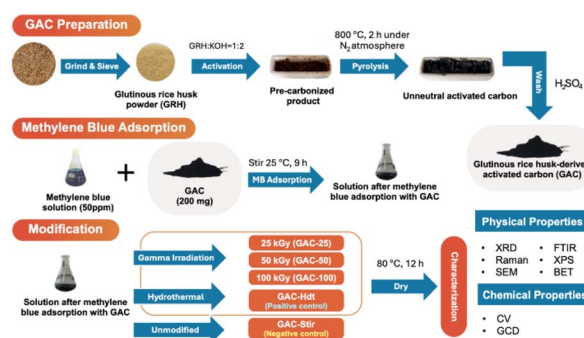 GAC Preparation
Grind & Sieve
Glutinous rice husk
powder (GRH)
GRH:KOH=1:2
Activation
Pre-carbonized
product
800 °C, 2 h under
N₂ atmosphere
Pyrolysis
Unneutral activated carbon
Wash
H₂SO₄
Glutinous rice husk-derived
activated carbon (GAC)
Methylene Blue Adsorption
Methylene blue
solution (50ppm)
+
GAC
(200 mg)
Stir 25 °C, 9 h
MB Adsorption
Solution after methylene
blue adsorption with GAC
Modification
Solution after methylene
blue adsorption with GAC
Gamma Irradiation
25 kGy (GAC-25)
50 kGy (GAC-50)
100 kGy (GAC-100)
Hydrothermal
GAC-Hdt
(Positive control)
Unmodified
GAC-Stir
(Negative control)
80 °C, 12 h
Dry
Characterization
Physical Properties
• XRD
• Raman
• SEM
• FTIR
• XPS
• BET
Chemical Properties
• CV
• GCD